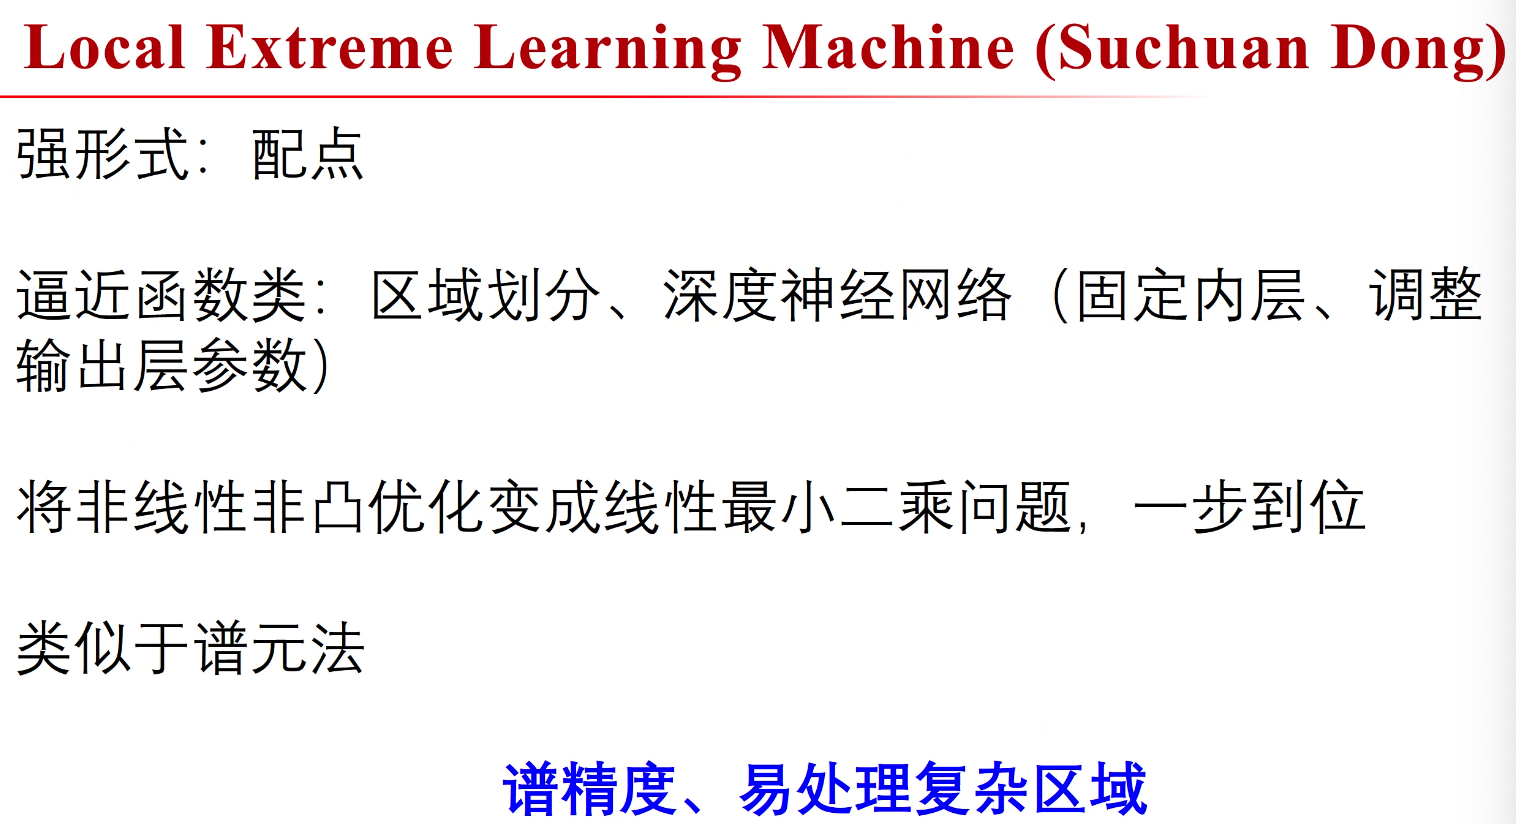 Local Extreme Learning Machine (Suchuan Dong)
强形式：配点
逼近函数类：区域划分、深度神经网络（固定内层、调整
输出层参数）
将非线性非凸优化变成线性最小二乘问题，一步到位
类似于谱元法
谱精度、易处理复杂区域